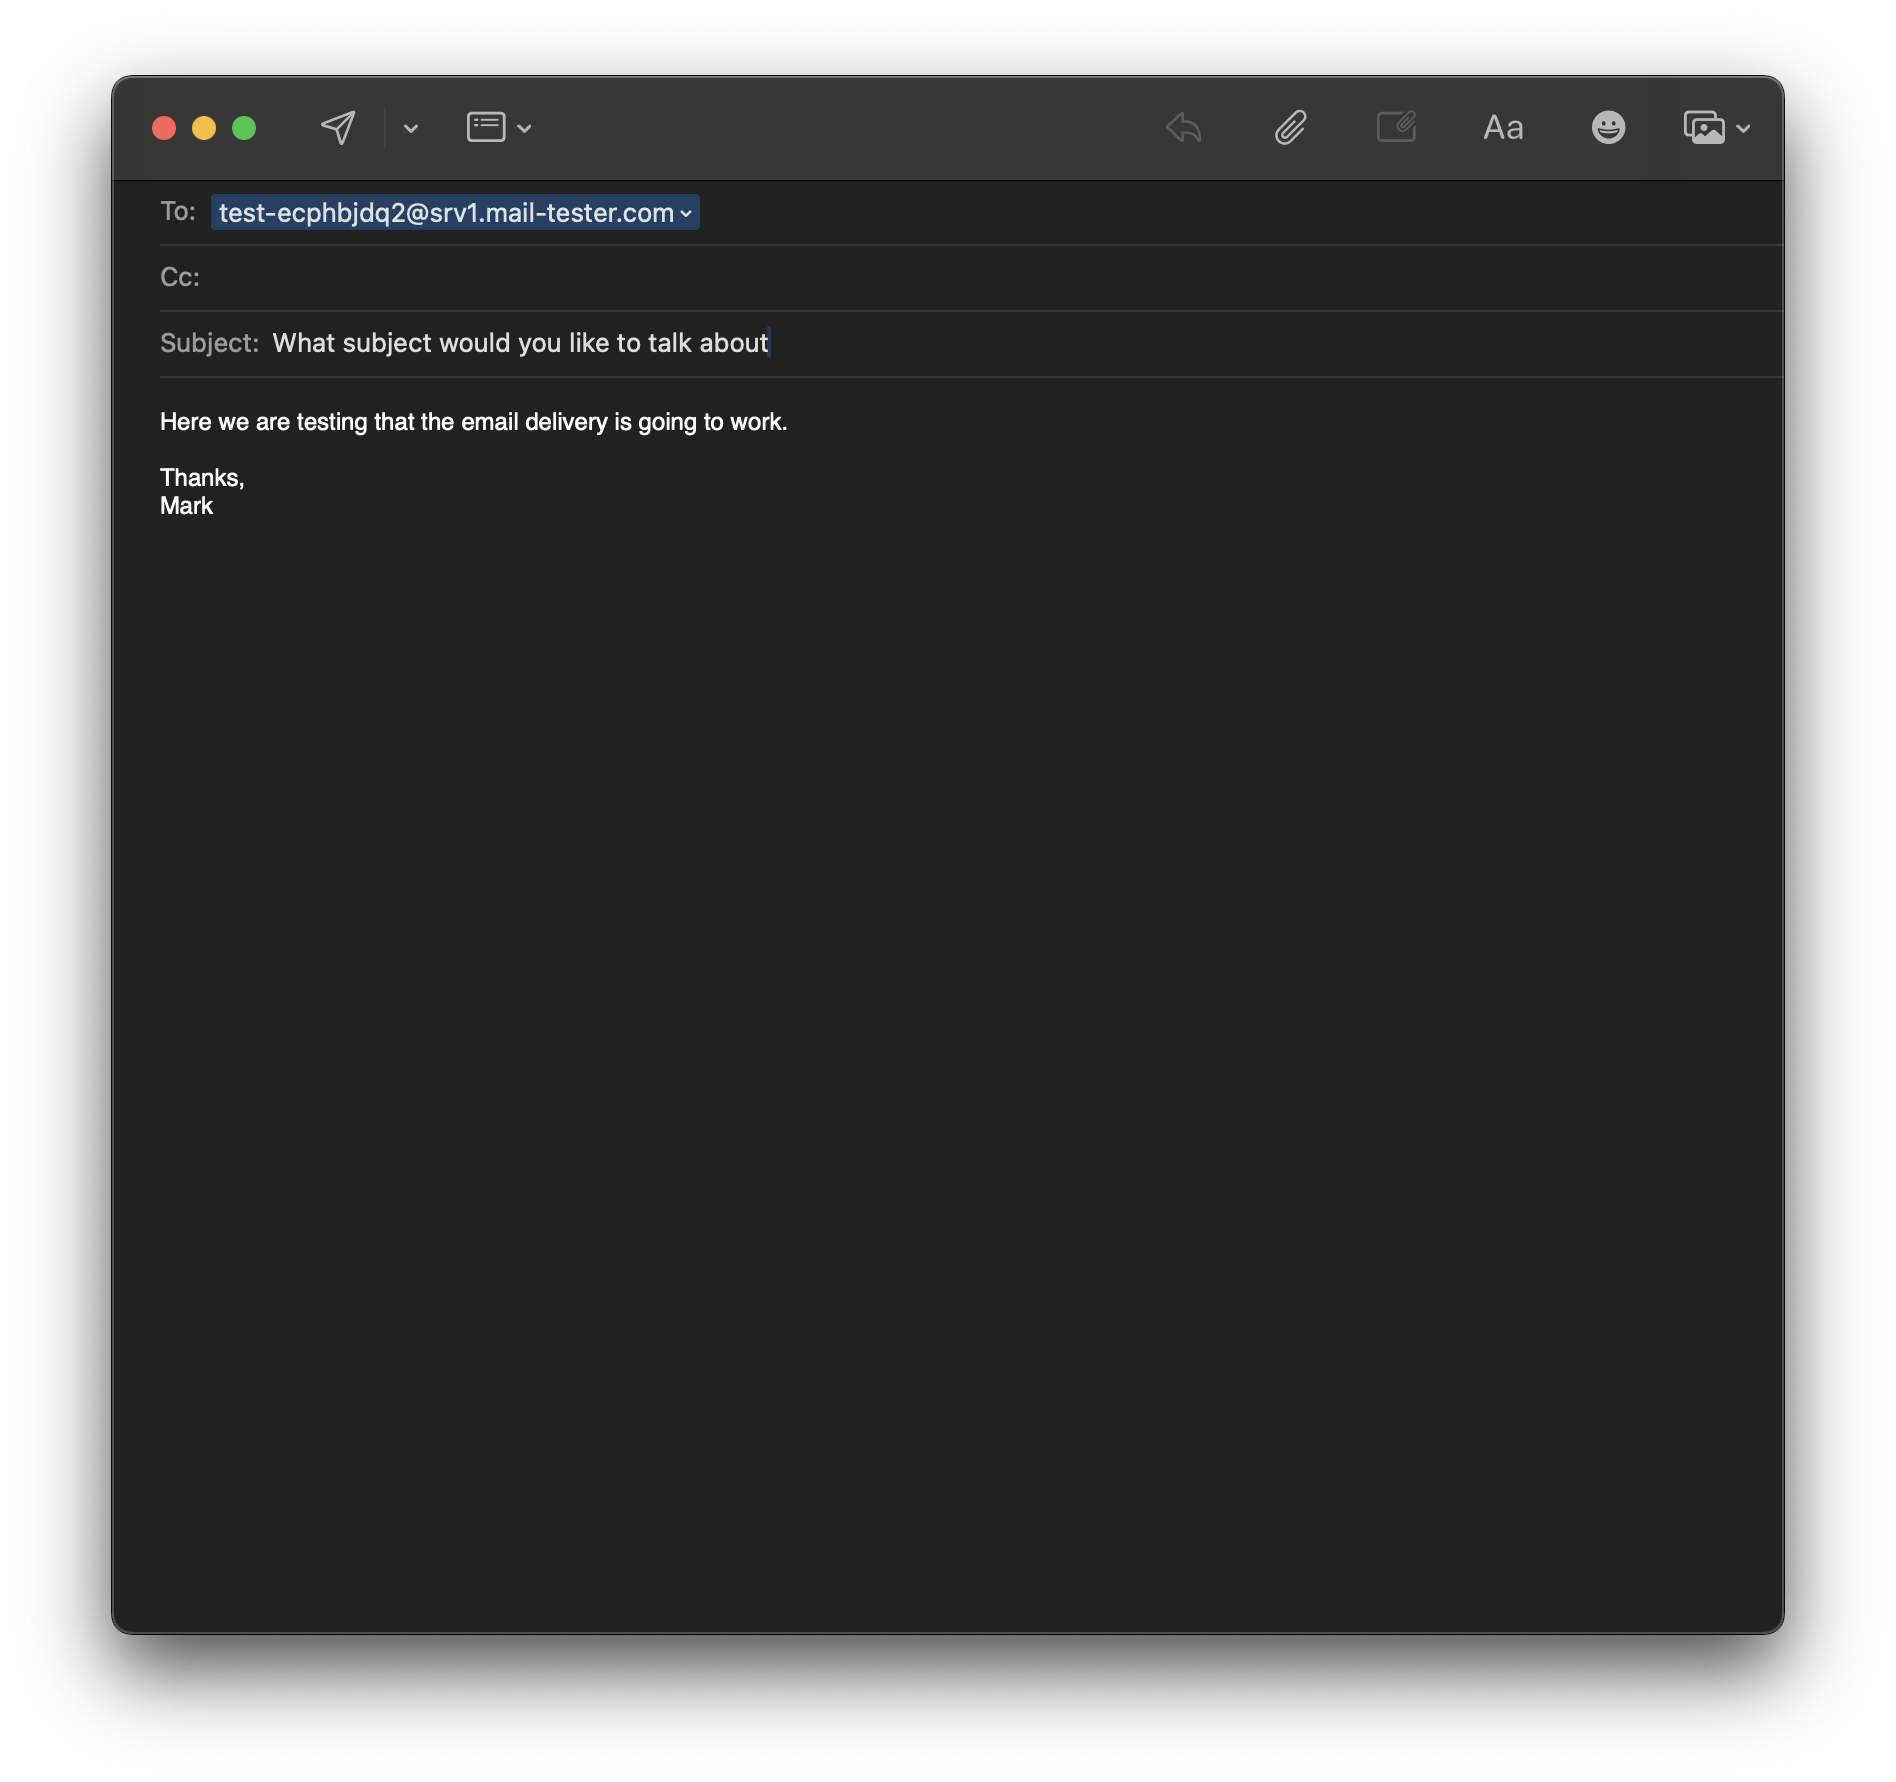 Aa
To: test-ecphbjdq2@srv1.mail-tester.com
Cc:
Subject: What subject would you like to talk about
Here we are testing that the email delivery is going to work.
Thanks,
Mark